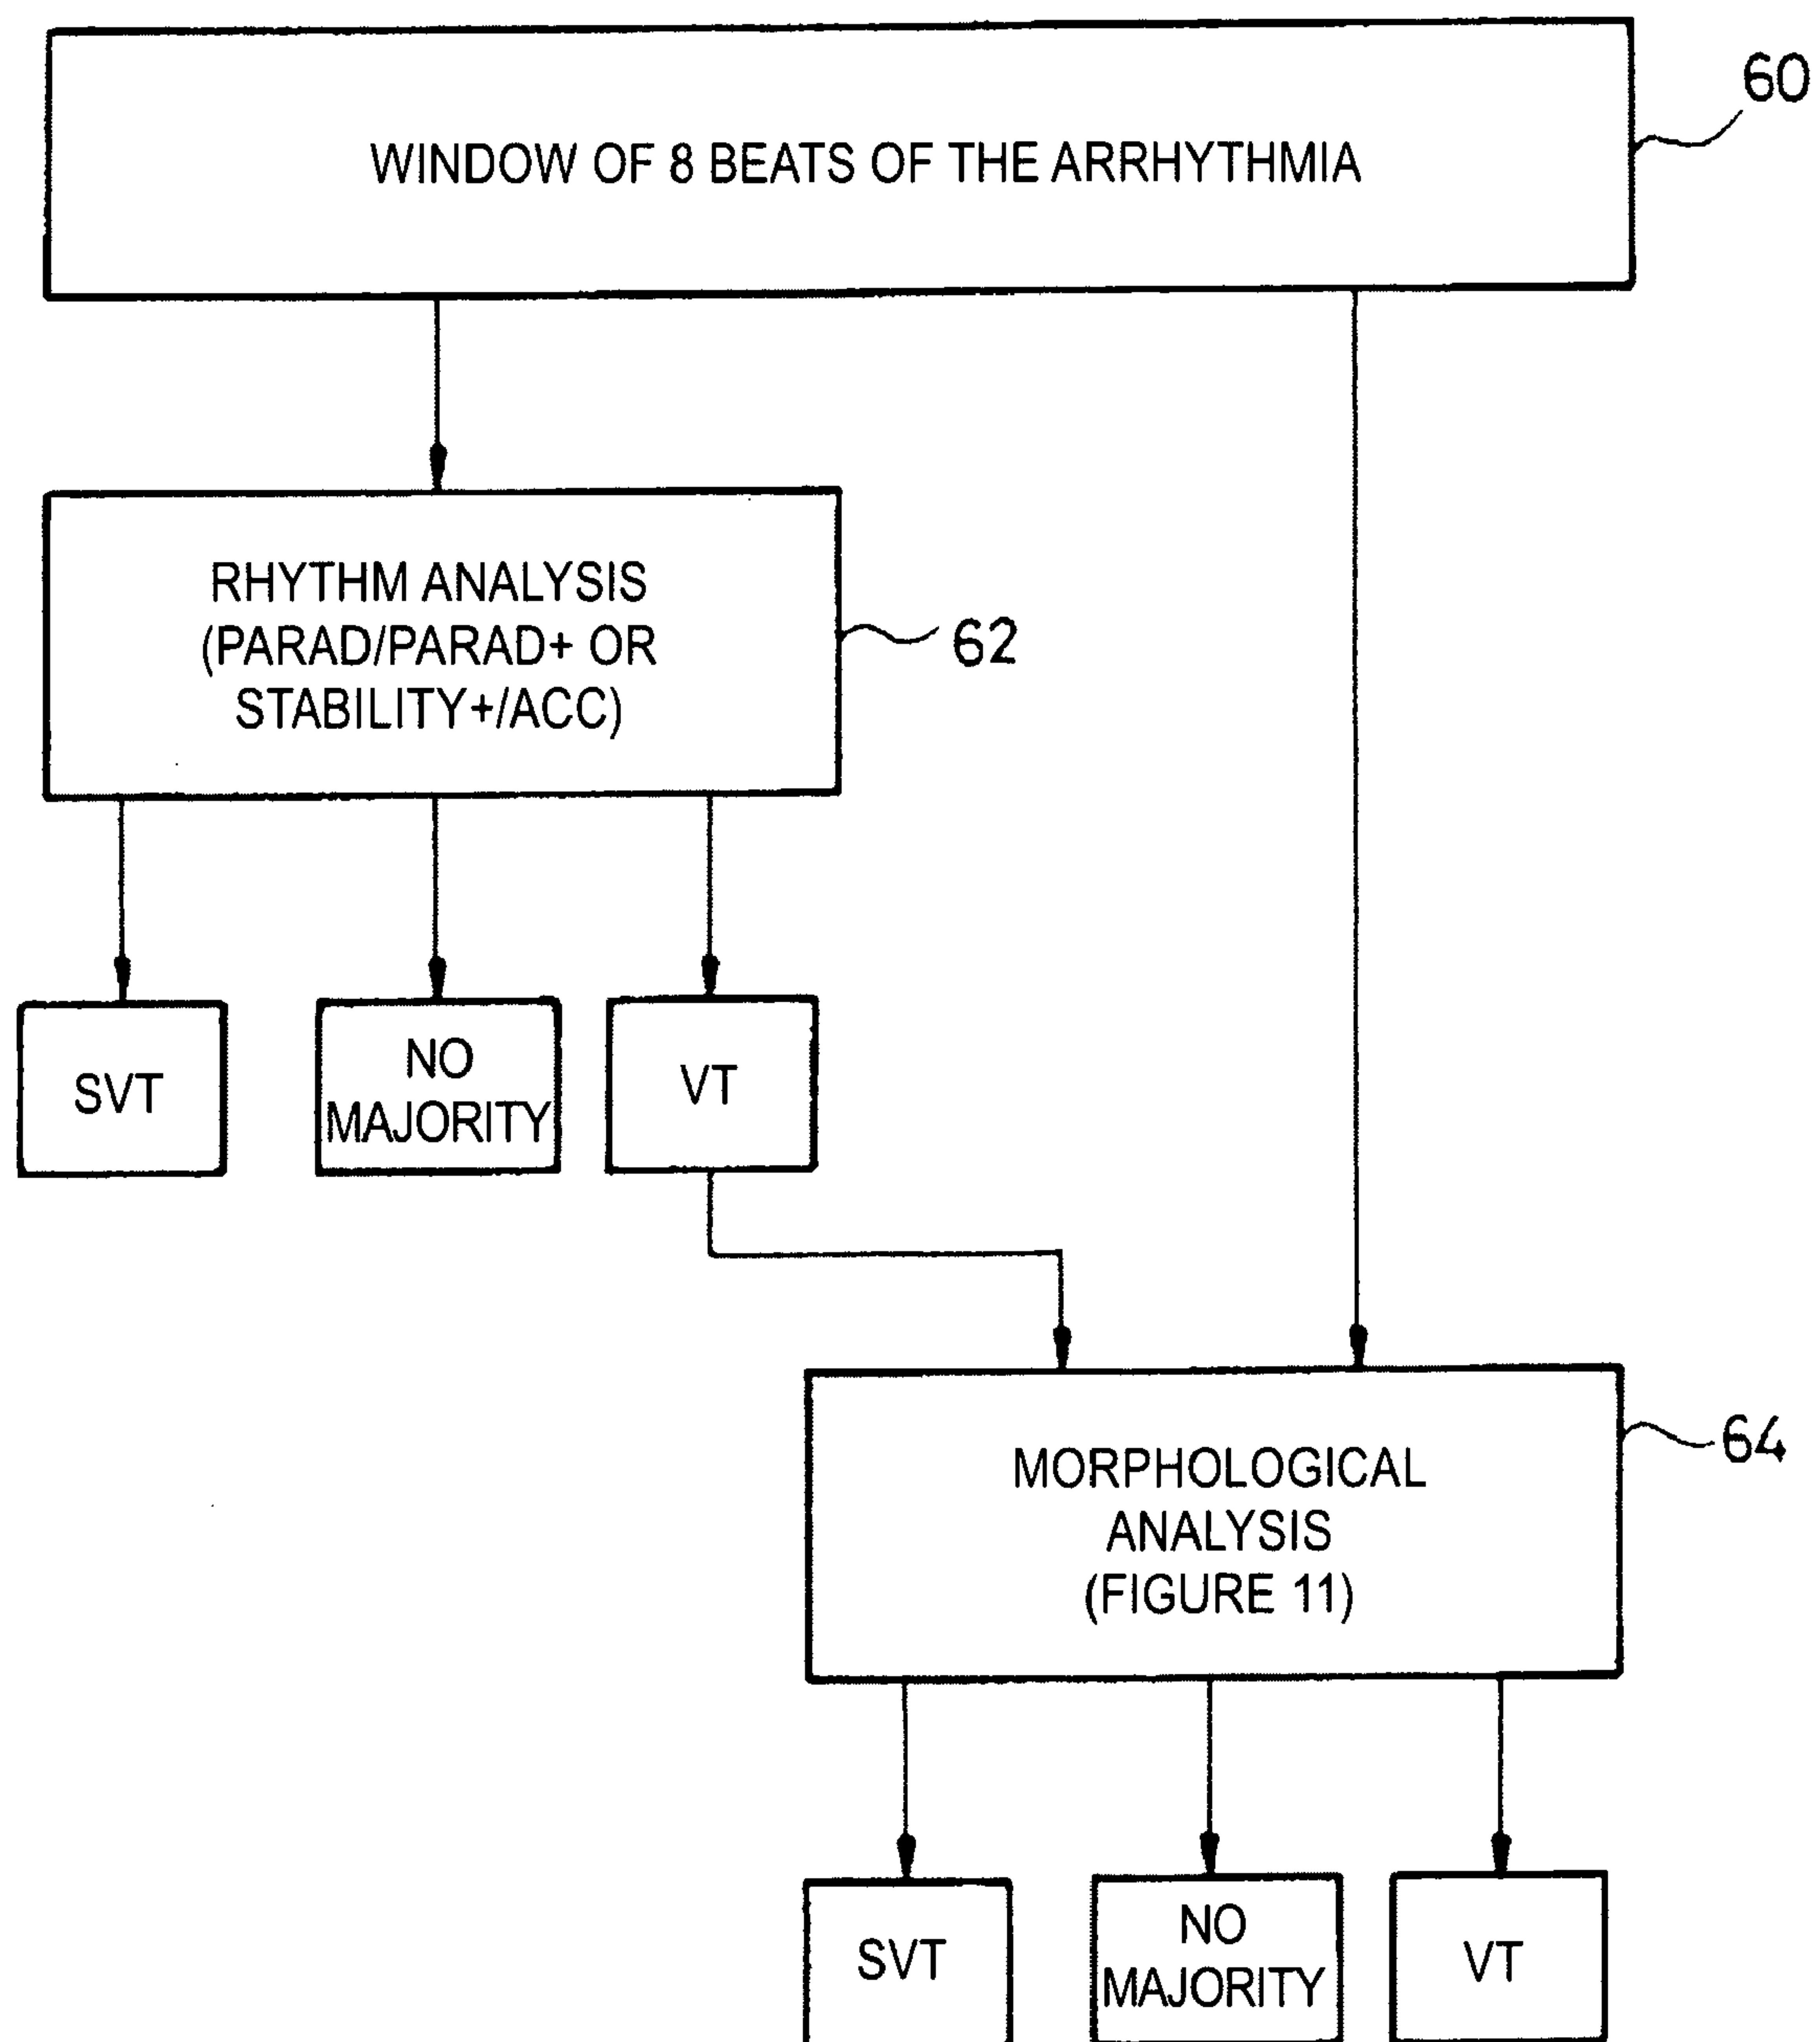 WINDOW OF 8 BEATS OF THE ARRHYTHMIA
60
RHYTHM ANALYSIS
(PARAD/PARAD+ OR
STABILITY+/ACC)
62
SVT
NO
MAJORITY
VT
MORPHOLOGICAL
ANALYSIS
(FIGURE 11)
64
SVT
NO
MAJORITY
VT